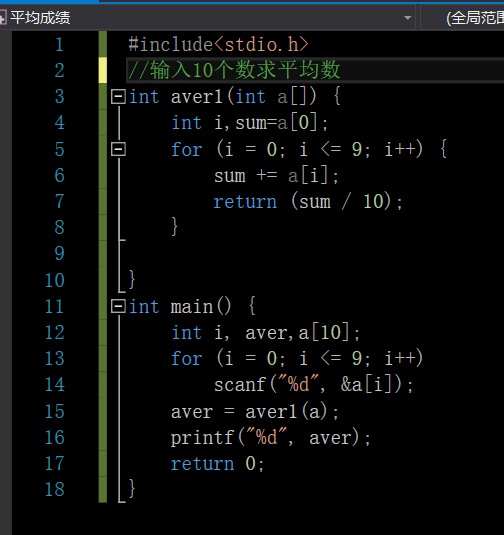 平均成绩 (全局范围
1 #include<stdio.h>
2 //输入10个数求平均数
3 int aver1(int a[]) {
4 int i,sum=a[0];
5 for (i = 0; i <= 9; i++) {
6 sum += a[i];
7 return (sum / 10);
8 }
9
10 }
11 int main() {
12 int i, aver,a[10];
13 for (i = 0; i <= 9; i++)
14 scanf("%d", &a[i]);
15 aver = aver1(a);
16 printf("%d", aver);
17 return 0;
18 }